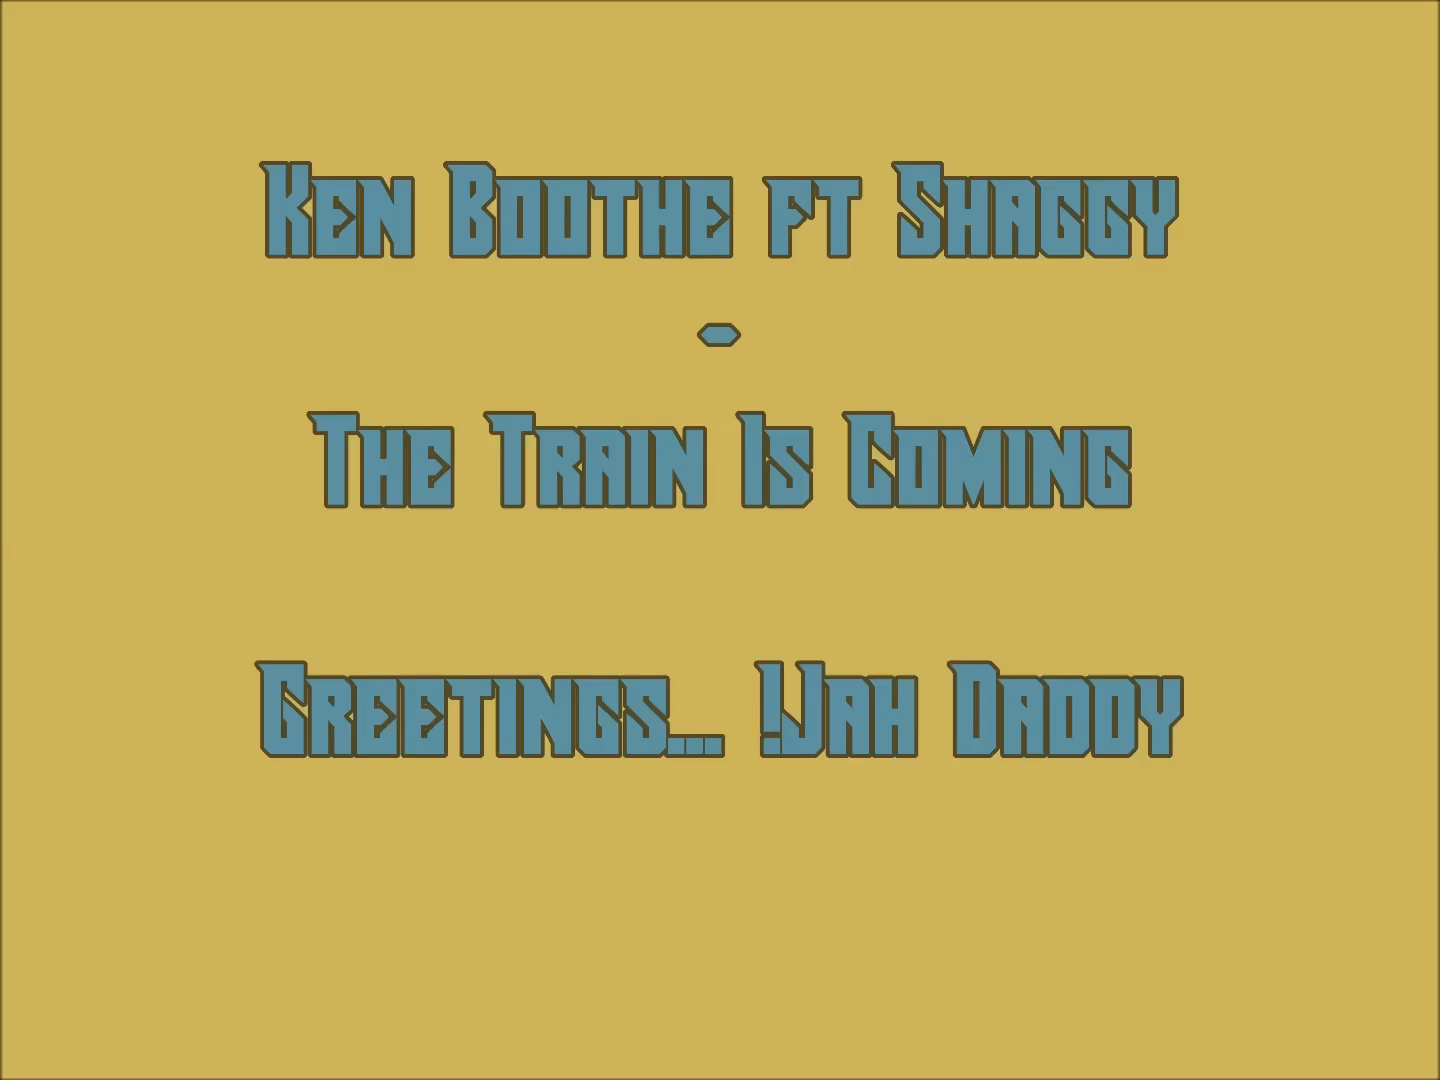 Ken Boothe ft Shaggy
-
The Train Is Coming
Greetings... !Jah Daddy